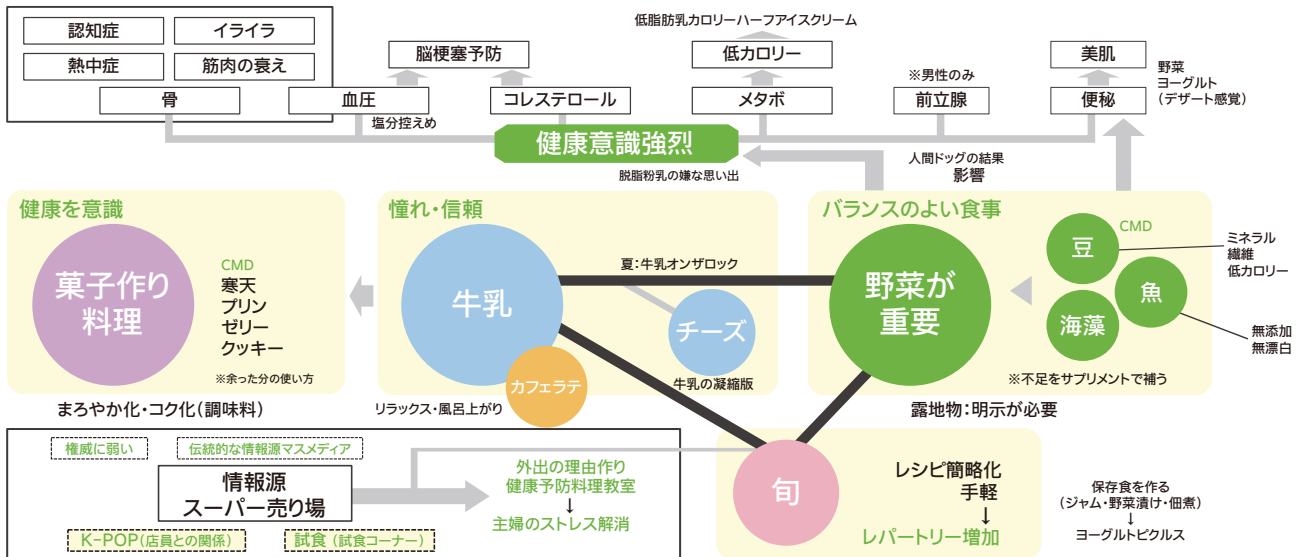 認知症
イライラ
熱中症
筋肉の衰え
骨
血圧
塩分控えめ
脳梗塞予防
コレステロール
低脂肪乳カロリーハーフアイスクリーム
低カロリー
メタボ
※男性のみ
前立腺
美肌
便秘
野菜
ヨーグルト
(デザート感覚)
健康意識強烈
脱脂粉乳の嫌な思い出
人間ドッグの結果
影響
健康を意識
菓子作り
料理
CMD
寒天
プリン
ゼリー
クッキー
※余った分の使い方
まろやか化・コク化(調味料)
憧れ・信頼
牛乳
夏:牛乳オンザロック
チーズ
牛乳の凝縮版
カフェラテ
リラックス・風呂上がり
バランスのよい食事
野菜が
重要
豆
CMD
魚
海藻
ミネラル
繊維
低カロリー
無添加
無漂白
※不足をサプリメントで補う
露地物:明示が必要
権威に弱い
伝統的な情報源マスメディア
情報源
スーパー売り場
K-POP(店員との関係)
試食(試食コーナー)
外出の理由作り
健康予防料理教室
↓
主婦のストレス解消
旬
レシピ簡略化
手軽
↓
レパートリー増加
保存食を作る
(ジャム・野菜漬け・佃煮)
↓
ヨーグルトピクルス